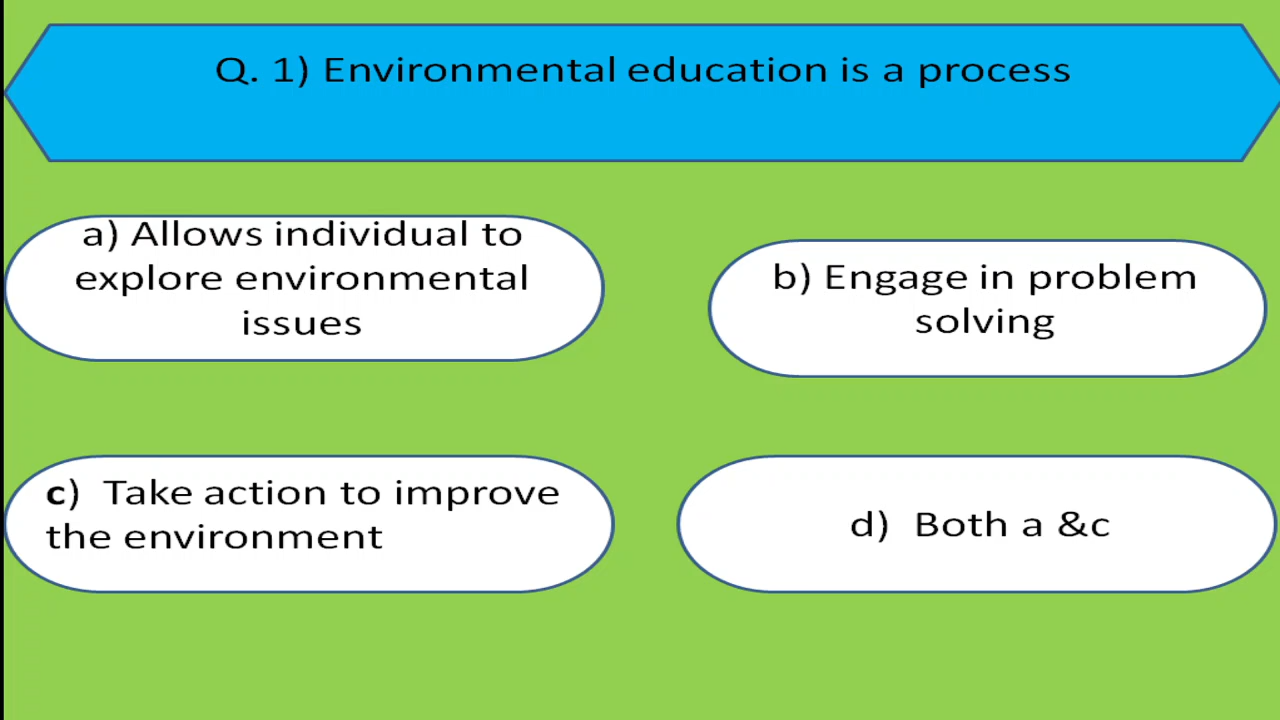 Q. 1) Environmental education is a process
a) Allows individual to
explore environmental
issues
b) Engage in problem
solving
c) Take action to improve
the environment
d) Both a &c